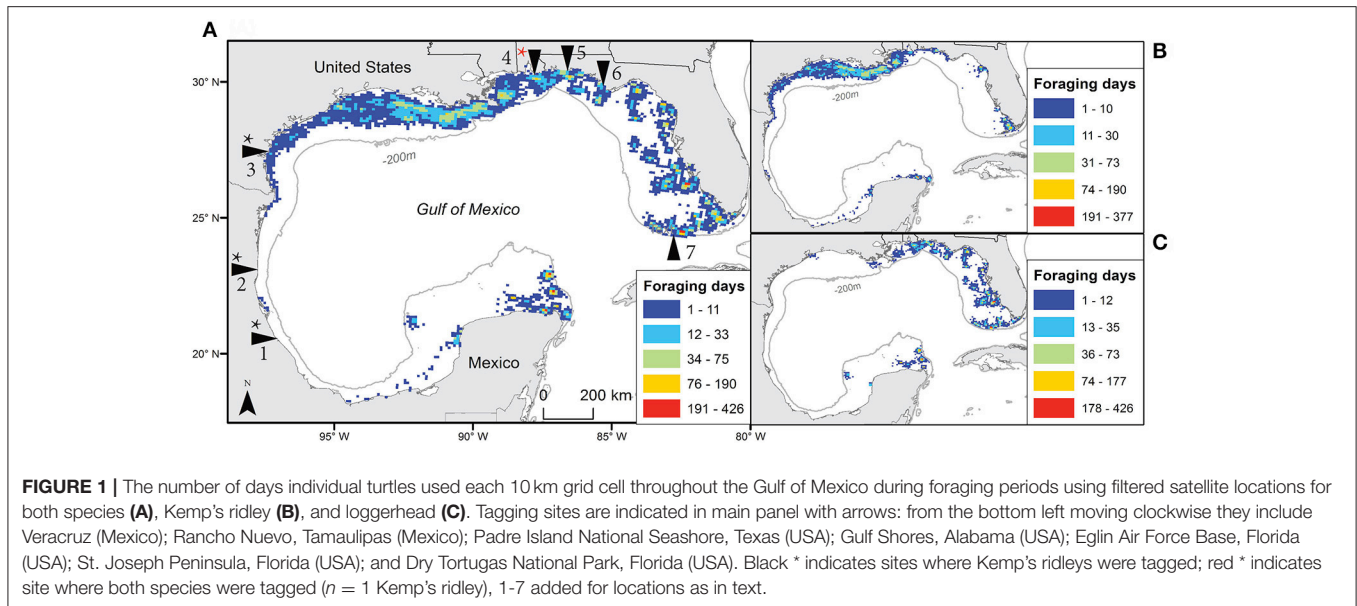 A
United States
30°N
25°N
20°N
95°W
90°W
85°W
80°W
-200m
Gulf of Mexico
Mexico
N
0 200 km
*
4
5
6
*
3
*
2
*
1
7
Foraging days
1 - 11
12 - 33
34 - 75
76 - 190
191 - 426
B
-200m
Foraging days
1 - 10
11 - 30
31 - 73
74 - 190
191 - 377
C
-200m
Foraging days
1 - 12
13 - 35
36 - 73
74 - 177
178 - 426
FIGURE 1 | The number of days individual turtles used each 10 km grid cell throughout the Gulf of Mexico during foraging periods using filtered satellite locations for
both species (A), Kemp's ridley (B), and loggerhead (C). Tagging sites are indicated in main panel with arrows: from the bottom left moving clockwise they include
Veracruz (Mexico); Rancho Nuevo, Tamaulipas (Mexico); Padre Island National Seashore, Texas (USA); Gulf Shores, Alabama (USA); Eglin Air Force Base, Florida
(USA); St. Joseph Peninsula, Florida (USA); and Dry Tortugas National Park, Florida (USA). Black * indicates sites where Kemp's ridleys were tagged; red * indicates
site where both species were tagged (n = 1 Kemp's ridley), 1-7 added for locations as in text.